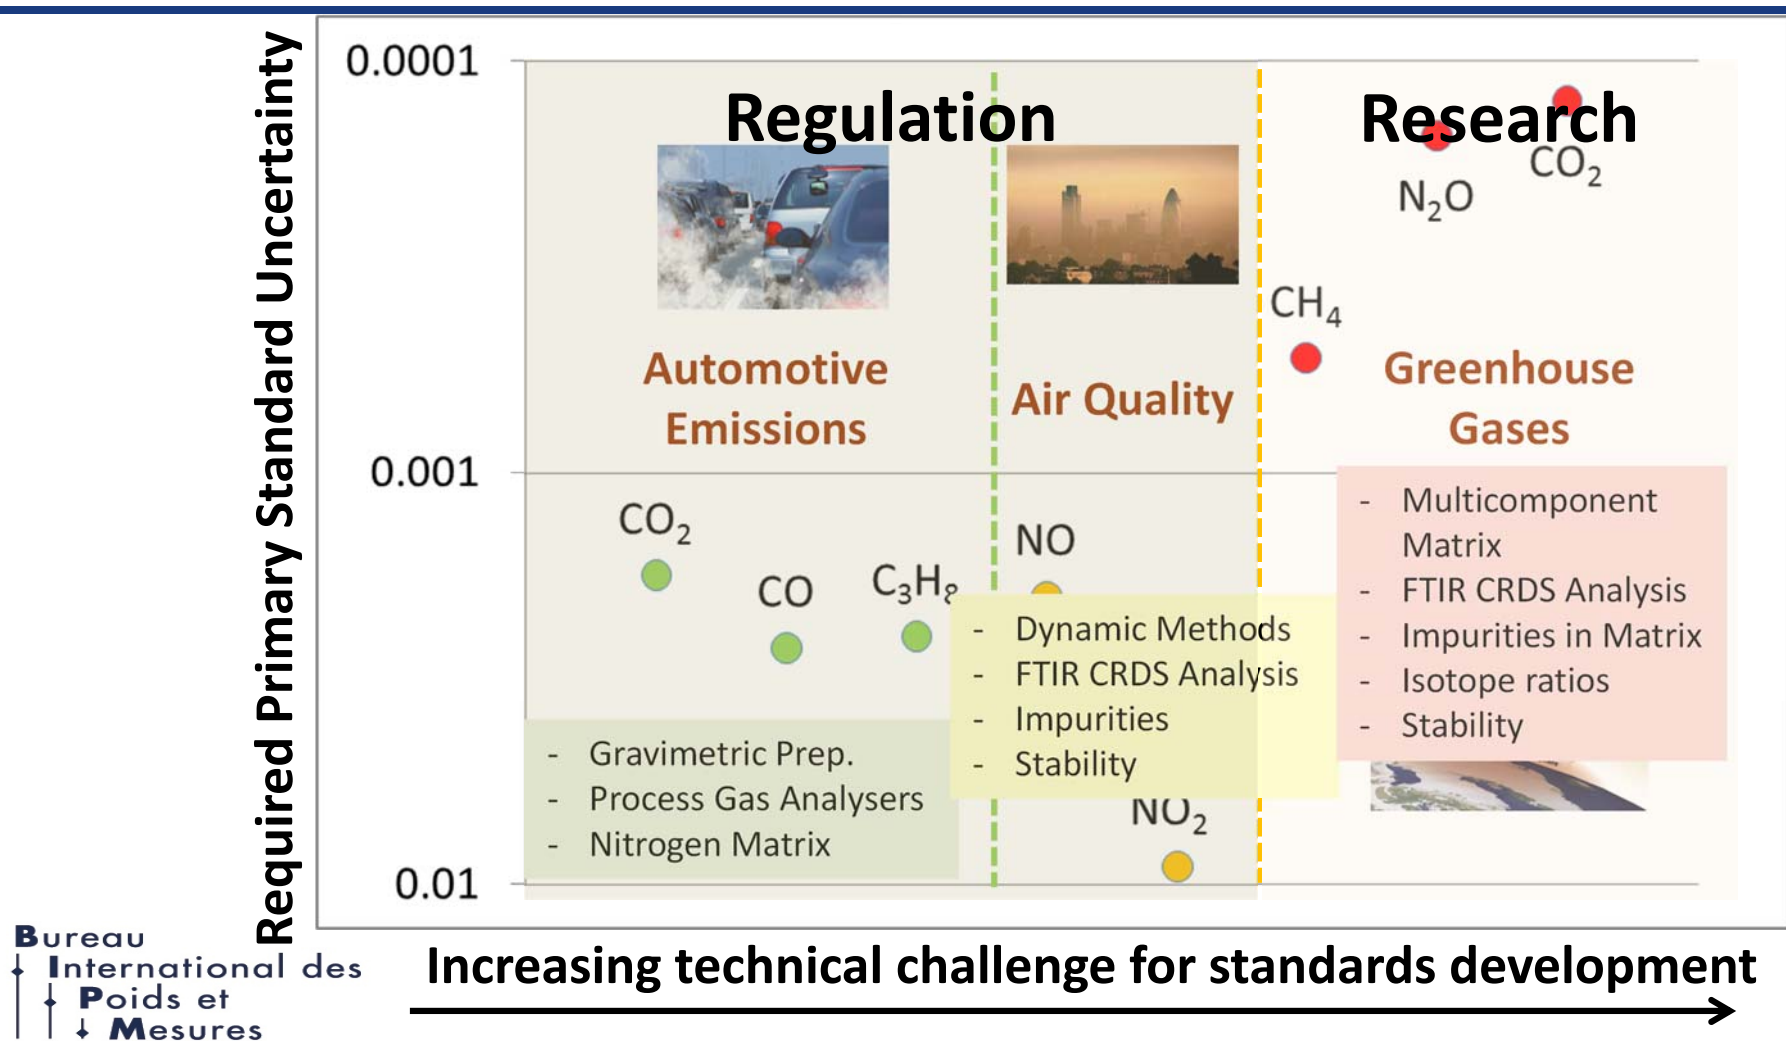 Required Primary Standard Uncertainty
0.0001
0.001
0.01
Regulation
Research
Automotive
Emissions
Air Quality
Greenhouse
Gases
CO₂
CO
C₃H₈
NO
NO₂
CH₄
N₂O
CO₂
- Gravimetric Prep.
- Process Gas Analysers
- Nitrogen Matrix
- Dynamic Methods
- FTIR CRDS Analysis
- Impurities
- Stability
- Multicomponent
Matrix
- FTIR CRDS Analysis
- Impurities in Matrix
- Isotope ratios
- Stability
Increasing technical challenge for standards development
Bureau
International des
Poids et
Mesures